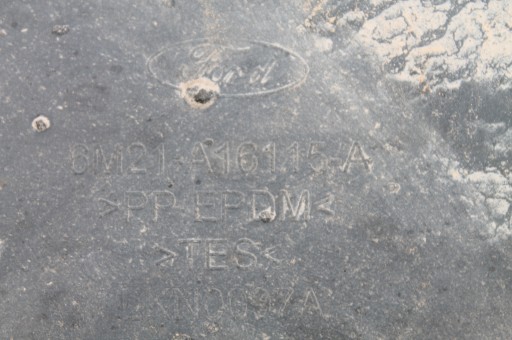 Ford
6M21-A16115-A
>PP-EPDM<
>TES<